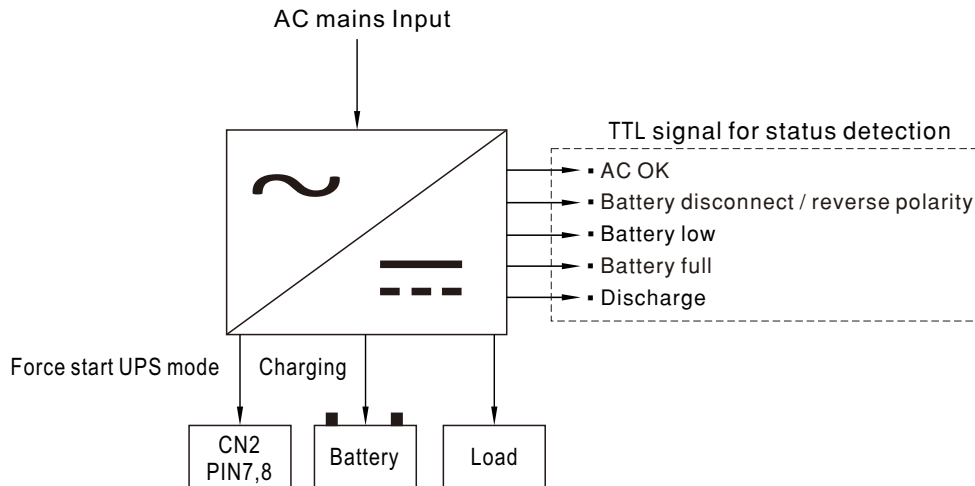 AC mains Input
TTL signal for status detection
▪ AC OK
▪ Battery disconnect / reverse polarity
▪ Battery low
▪ Battery full
▪ Discharge
Force start UPS mode
Charging
CN2
PIN7,8
Battery
Load